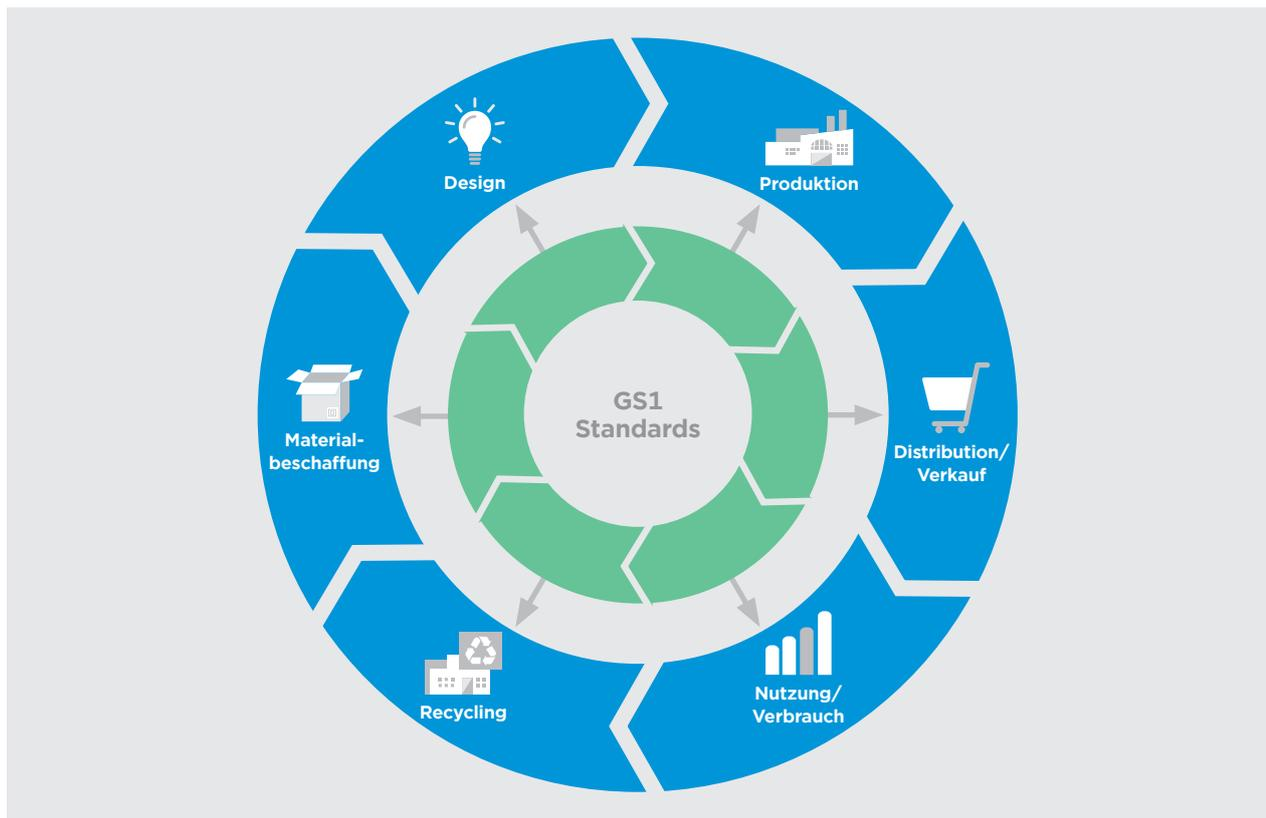 Design
Produktion
GS1
Standards
Material-
beschaffung
Distribution/
Verkauf
Nutzung/
Verbrauch
Recycling